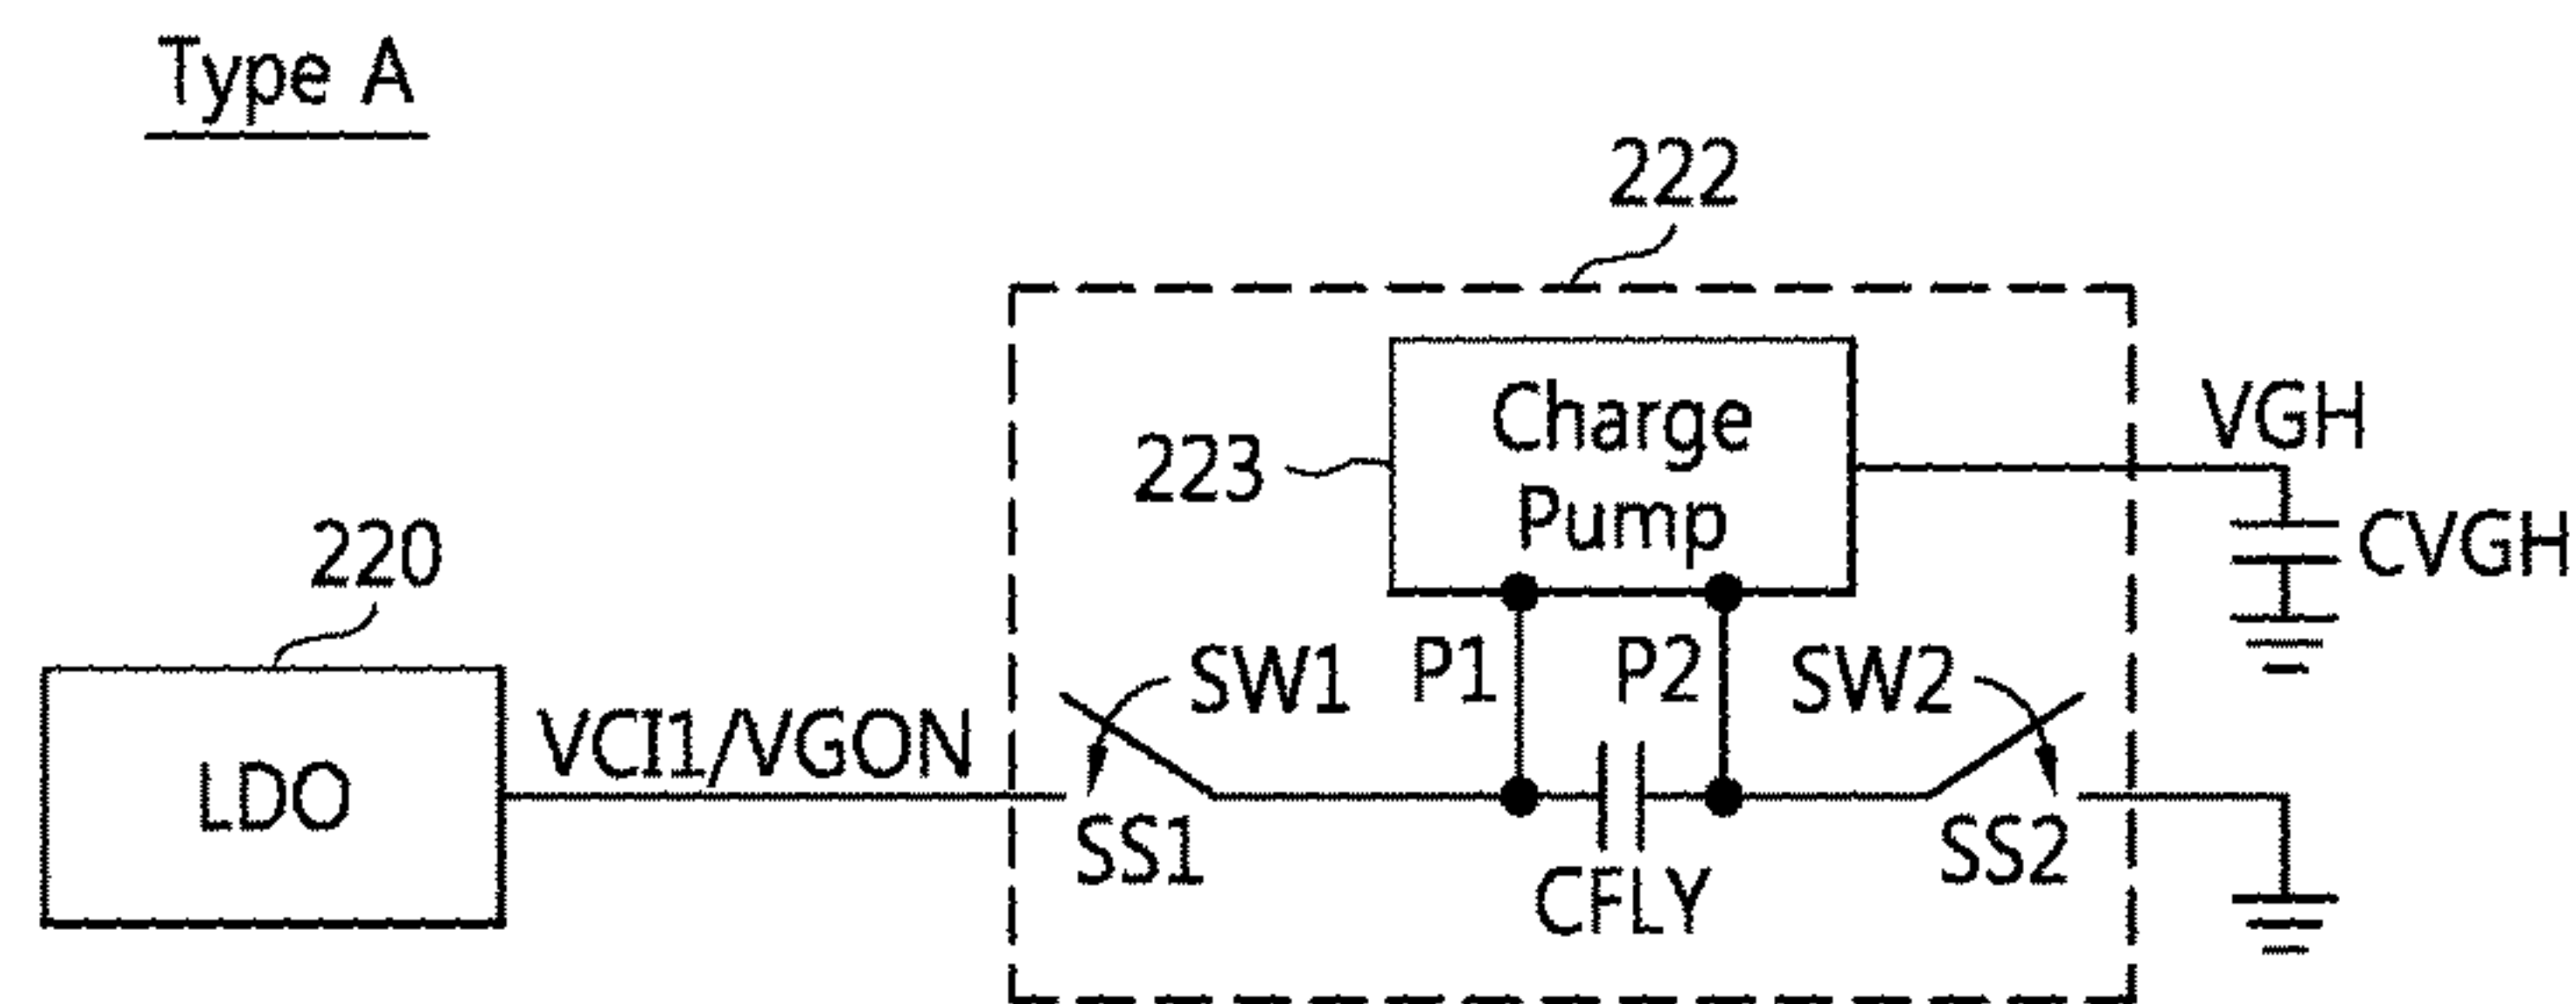 Type A
222
Charge
Pump
VGH
223
CVGH
220
P1
P2
SW1
SW2
LDO
VCI1/VGON
SS1
SS2
CFLY